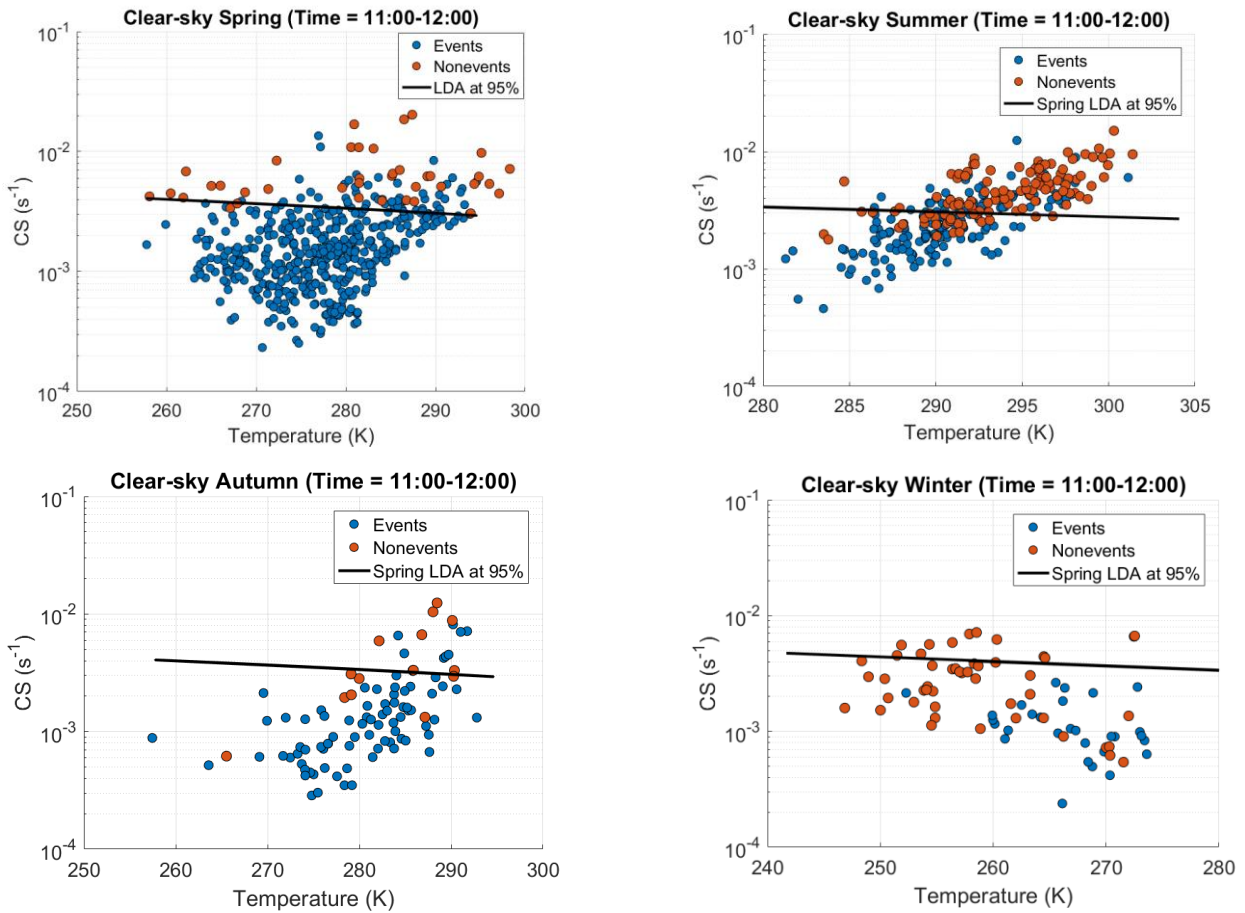 Clear-sky Spring (Time = 11:00-12:00)
10⁻¹
10⁻²
10⁻³
10⁻⁴
CS (s⁻¹)
Events
Nonevents
LDA at 95%
250 260 270 280 290 300
Temperature (K)
Clear-sky Summer (Time = 11:00-12:00)
10⁻¹
10⁻²
10⁻³
10⁻⁴
CS (s⁻¹)
Events
Nonevents
Spring LDA at 95%
280 285 290 295 300 305
Temperature (K)
Clear-sky Autumn (Time = 11:00-12:00)
10⁻¹
10⁻²
10⁻³
10⁻⁴
CS (s⁻¹)
Events
Nonevents
Spring LDA at 95%
250 260 270 280 290 300
Temperature (K)
Clear-sky Winter (Time = 11:00-12:00)
10⁻¹
10⁻²
10⁻³
10⁻⁴
CS (s⁻¹)
Events
Nonevents
Spring LDA at 95%
240 250 260 270 280
Temperature (K)